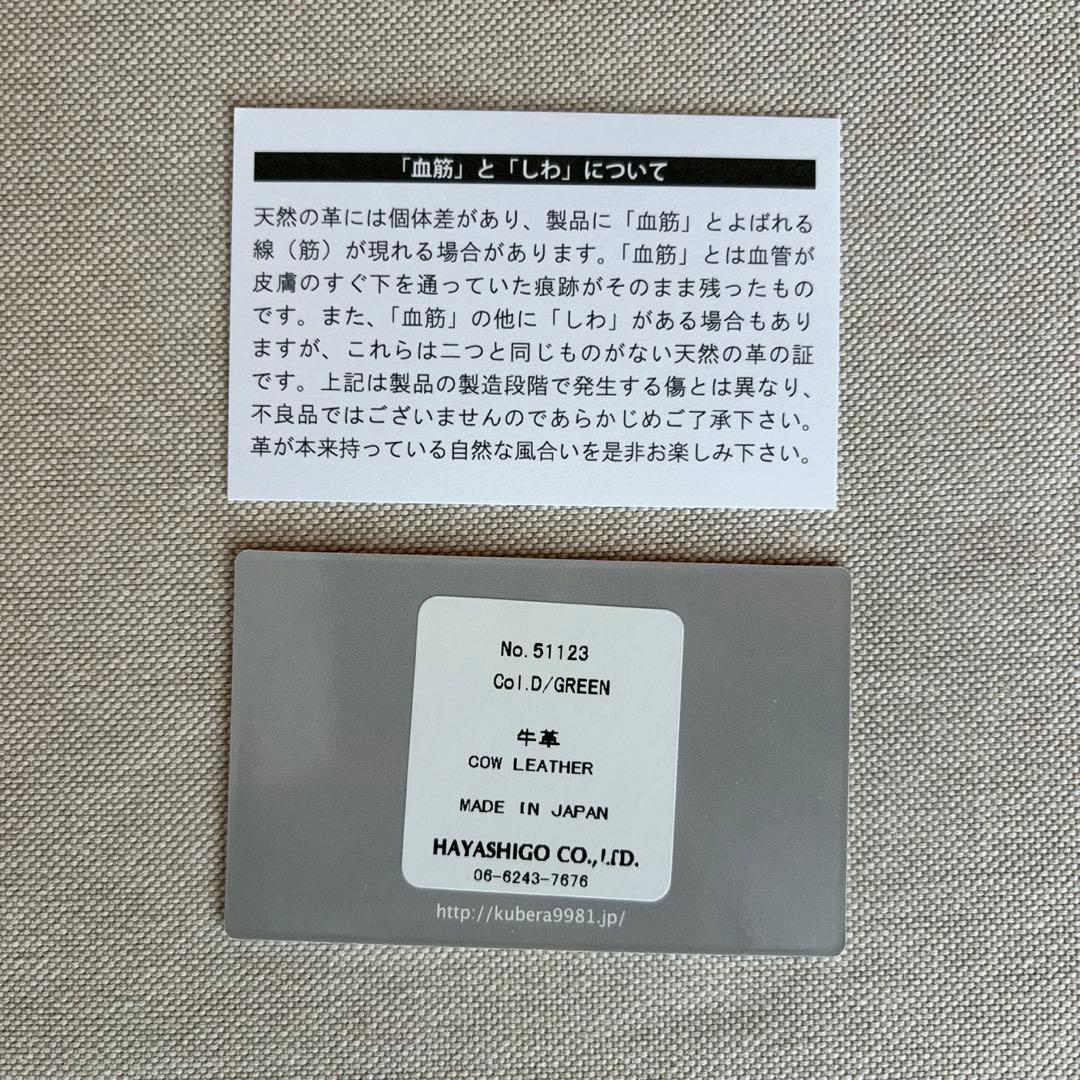 「血筋」と「しわ」について
天然の革には個体差があり、製品に「血筋」とよばれる
線（筋）が現れる場合があります。「血筋」とは血管が
皮膚のすぐ下を通っていた痕跡がそのまま残ったもの
です。また、「血筋」の他に「しわ」がある場合もあり
ますが、これらは二つと同じものがない天然の革の証
です。上記は製品の製造段階で発生する傷とは異なり、
不良品ではございませんのであらかじめご了承下さい。
革が本来持っている自然な風合いを是非お楽しみ下さい。
No.51123
Col.D/GREEN
牛革
COW LEATHER
MADE IN JAPAN
HAYASHIGO CO.,LTD.
06-6243-7676
http://kubera9981.jp/